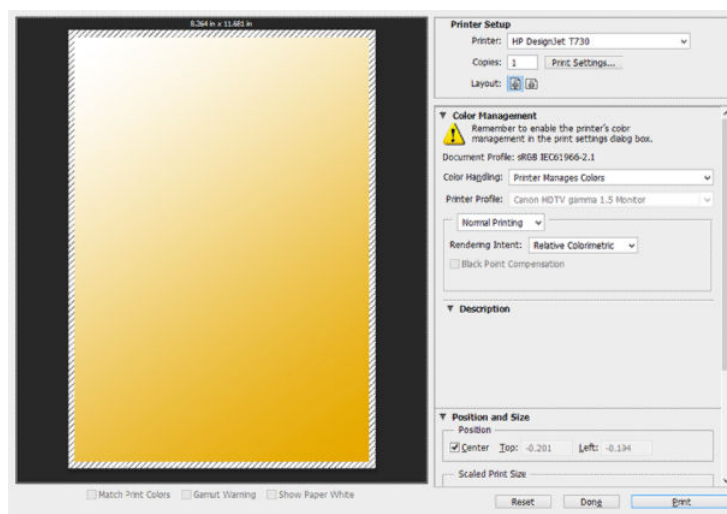 8.264 in x 11.681 in
Printer Setup
Printer: HP DesignJet T730
Copies: 1 Print Settings...
Layout:
Color Management
Remember to enable the printer's color
management in the print settings dialog box.
Document Profile: sRGB IEC61966-2.1
Color Handling: Printer Manages Colors
Printer Profile: Canon HDTV gamma 1.5 Monitor
Normal Printing
Rendering Intent: Relative Colorimetric
Black Point Compensation
Description
Position and Size
Position
Center Top: -0.201 Left: -0.194
Scaled Print Size
Match Print Colors Gamut Warning Show Paper White
Reset Done Print